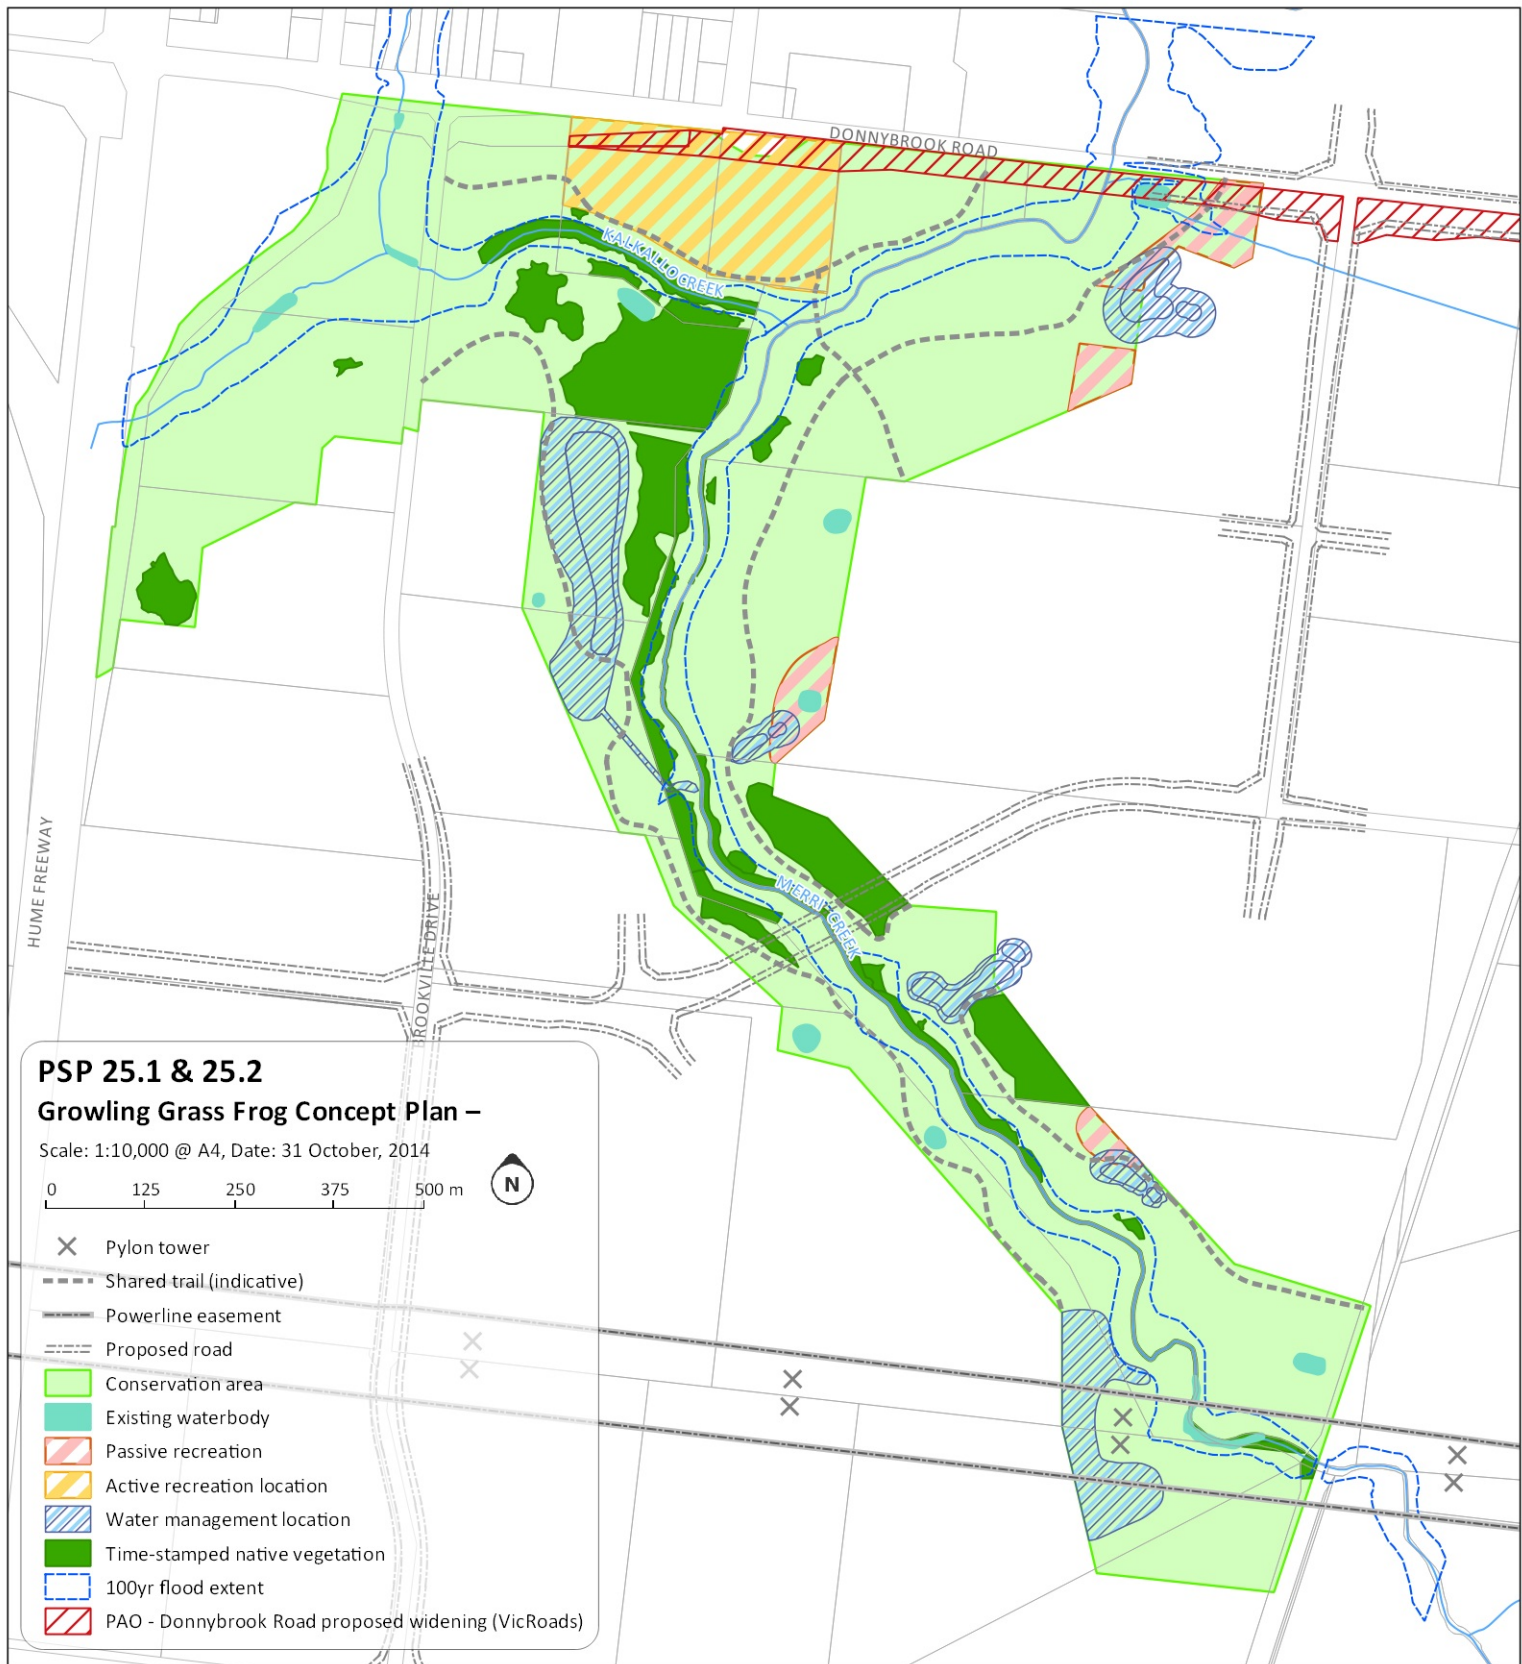 DONNYBROOK ROAD
KALKALLO CREEK
MERRI CREEK
HUME FREEWAY
BROOKVILLE DRIVE
PSP 25.1 & 25.2
Growling Grass Frog Concept Plan –
Scale: 1:10,000 @ A4, Date: 31 October, 2014
0 125 250 375 500 m
N
Pylon tower
Shared trail (indicative)
Powerline easement
Proposed road
Conservation area
Existing waterbody
Passive recreation
Active recreation location
Water management location
Time-stamped native vegetation
100yr flood extent
PAO - Donnybrook Road proposed widening (VicRoads)